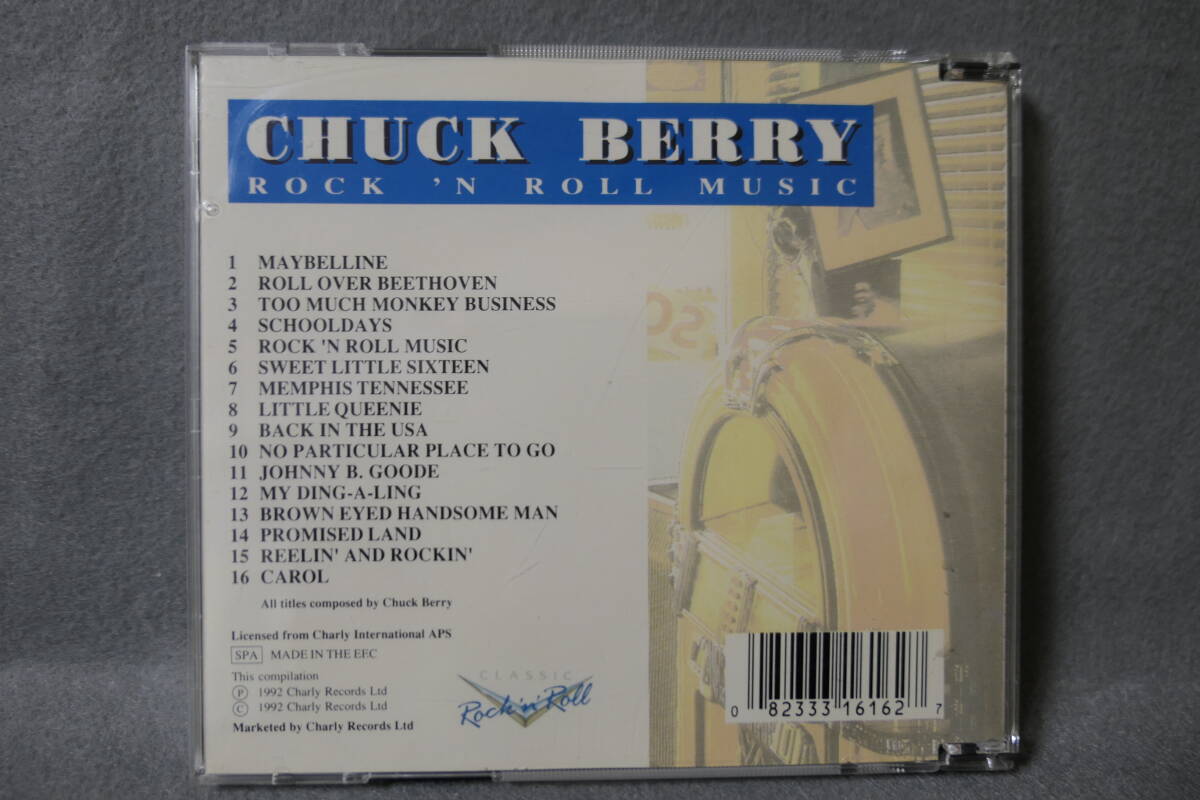 CHUCK BERRY
ROCK 'N ROLL MUSIC
1 MAYBELLINE
2 ROLL OVER BEETHOVEN
3 TOO MUCH MONKEY BUSINESS
4 SCHOOLDAYS
5 ROCK 'N ROLL MUSIC
6 SWEET LITTLE SIXTEEN
7 MEMPHIS TENNESSEE
8 LITTLE QUEENIE
9 BACK IN THE USA
10 NO PARTICULAR PLACE TO GO
11 JOHNNY B. GOODE
12 MY DING-A-LING
13 BROWN EYED HANDSOME MAN
14 PROMISED LAND
15 REELIN' AND ROCKIN'
16 CAROL
All titles composed by Chuck Berry
Licensed from Charly International APS
SPA MADE IN THE EEC
This compilation
Ⓟ 1992 Charly Records Ltd
Ⓒ 1992 Charly Records Ltd
Marketed by Charly Records Ltd
CLASSIC
Rock 'n' Roll
0 82333 16162 7